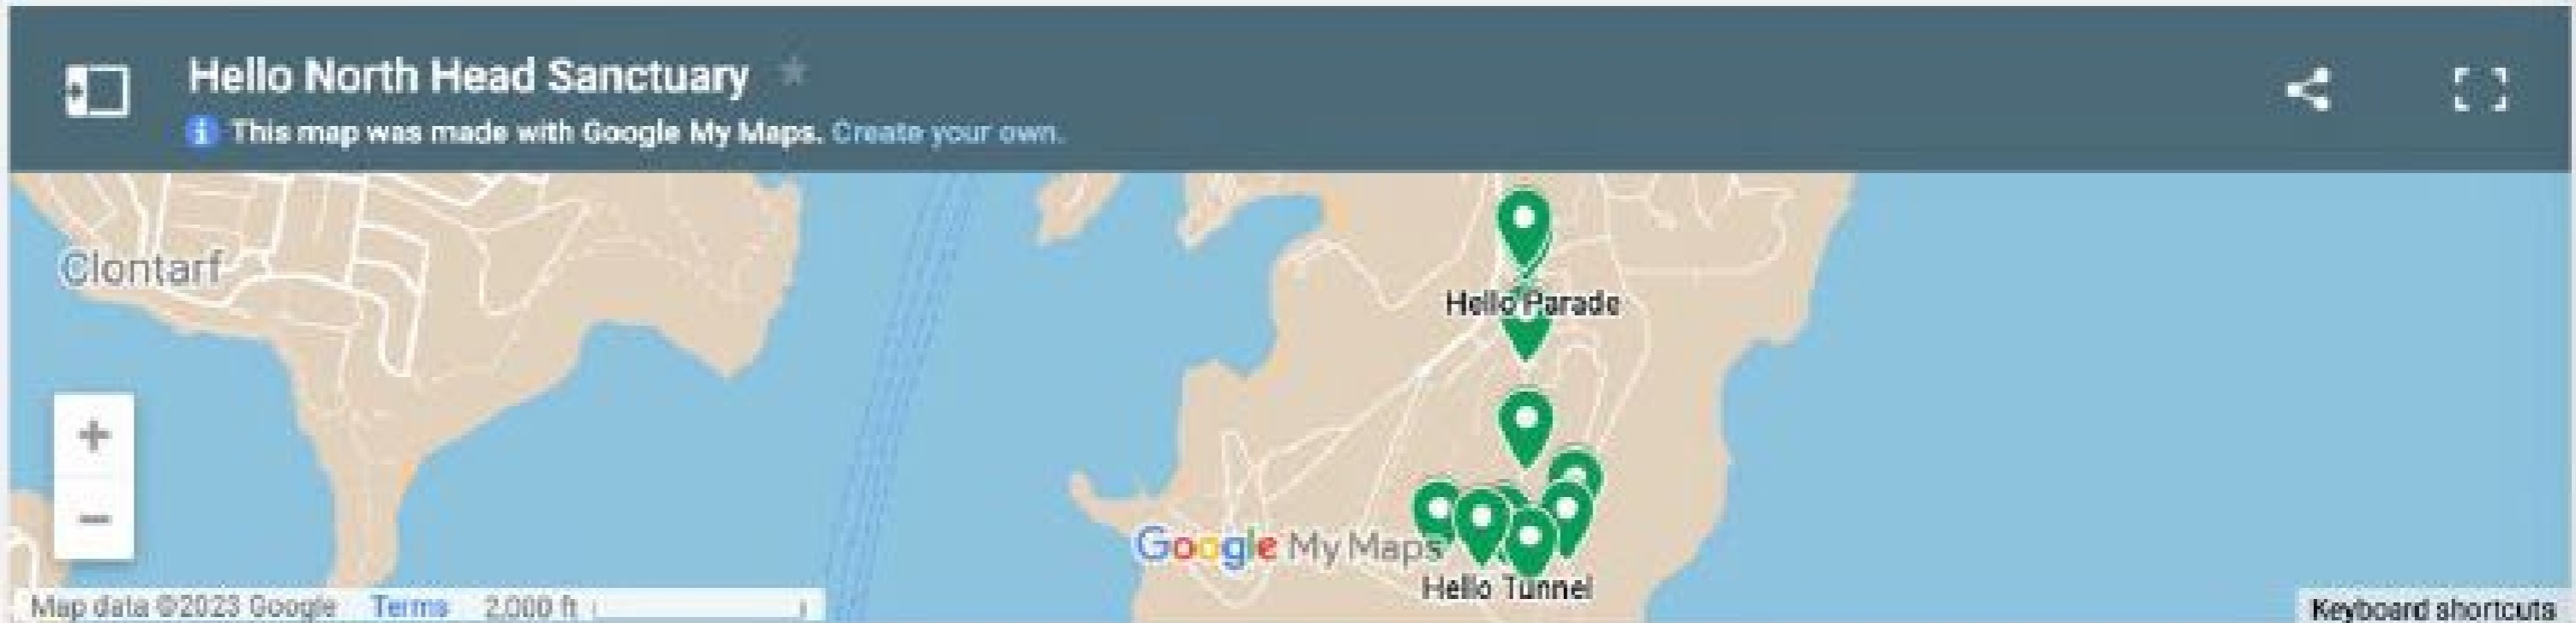 Hello North Head Sanctuary
This map was made with Google My Maps. Create your own.
Clontarf
Hello Parade
+
Google My Maps
−
Hello Tunnel
Map data ©2023 Google Terms 2,000 ft
Keyboard shortcuts